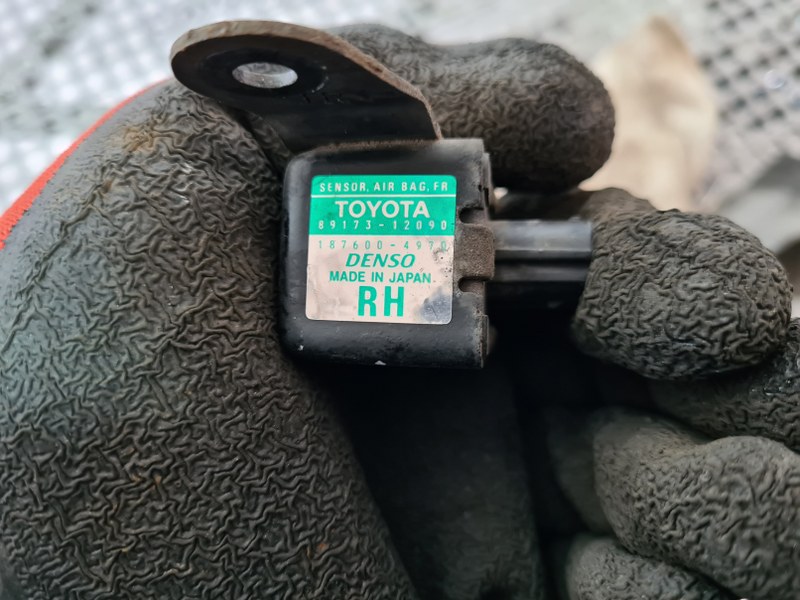 SENSOR, AIR BAG, FR
TOYOTA
89173-12090
187600-4970
DENSO
MADE IN JAPAN
RH